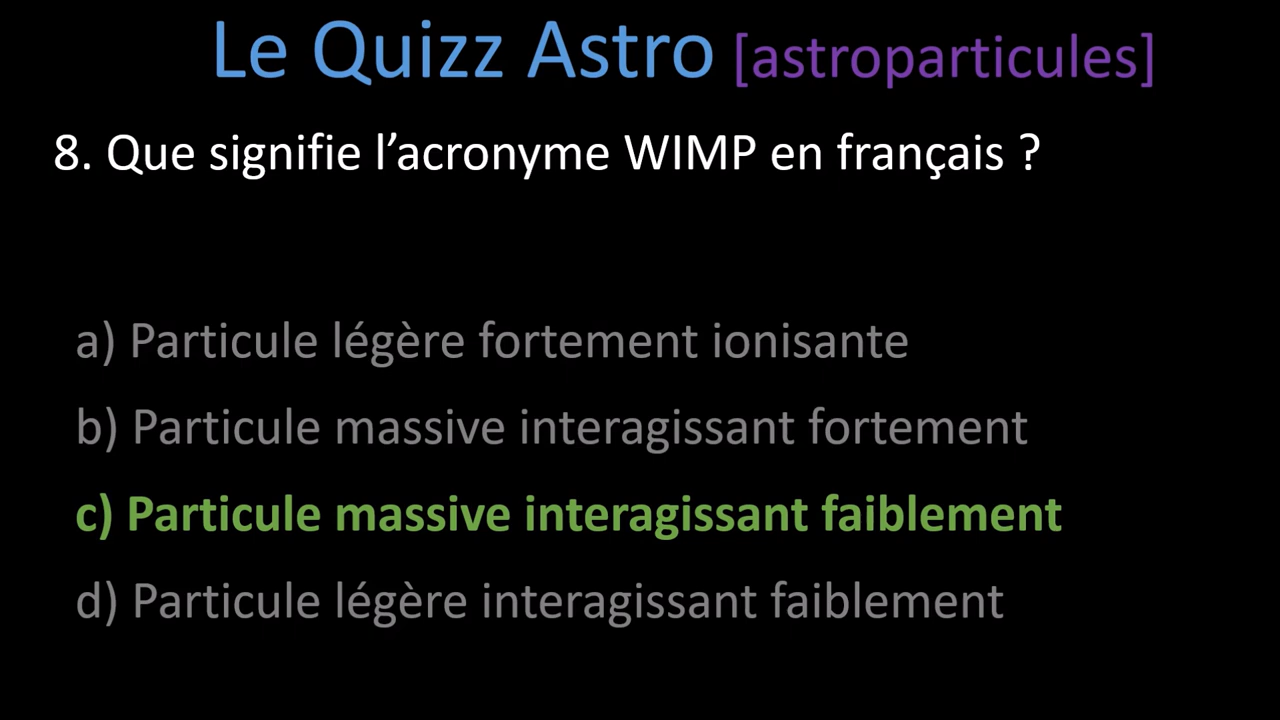 Le Quizz Astro [astroparticules]
8. Que signifie l’acronyme WIMP en français ?
a) Particule légère fortement ionisante
b) Particule massive interagissant fortement
c) Particule massive interagissant faiblement
d) Particule légère interagissant faiblement